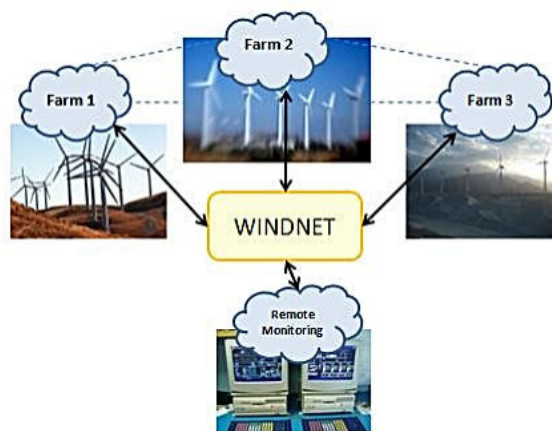 Farm 2
Farm 1
Farm 3
WINDNET
Remote
Monitoring